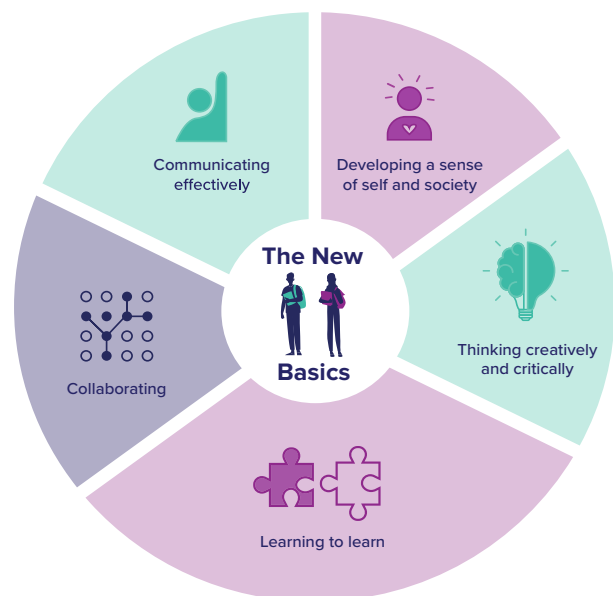 Communicating
effectively
Developing a sense
of self and society
The New
Basics
Thinking creatively
and critically
Collaborating
Learning to learn